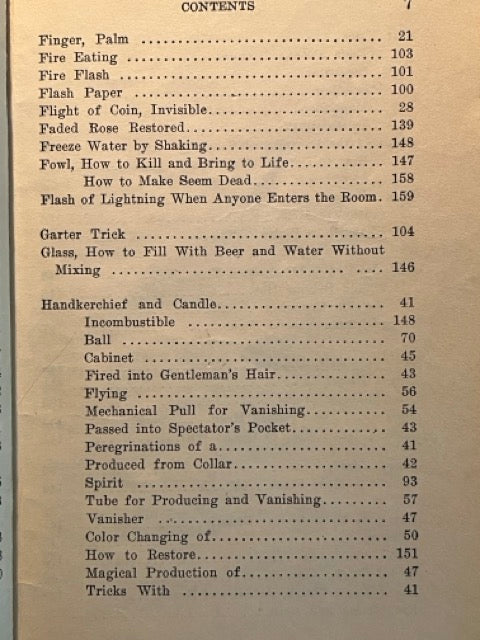 CONTENTS 7
Finger, Palm 21
Fire Eating 103
Fire Flash 101
Flash Paper 100
Flight of Coin, Invisible 28
Faded Rose Restored 139
Freeze Water by Shaking 148
Fowl, How to Kill and Bring to Life 147
How to Make Seem Dead 158
Flash of Lightning When Anyone Enters the Room. 159
Garter Trick 104
Glass, How to Fill With Beer and Water Without
Mixing 146
Handkerchief and Candle 41
Incombustible 148
Ball 70
Cabinet 45
Fired into Gentleman's Hair 43
Flying 56
Mechanical Pull for Vanishing 54
Passed into Spectator's Pocket 43
Peregrinations of a 41
Produced from Collar 42
Spirit 93
Tube for Producing and Vanishing 57
Vanisher 47
Color Changing of 50
How to Restore 151
Magical Production of 47
Tricks With 41